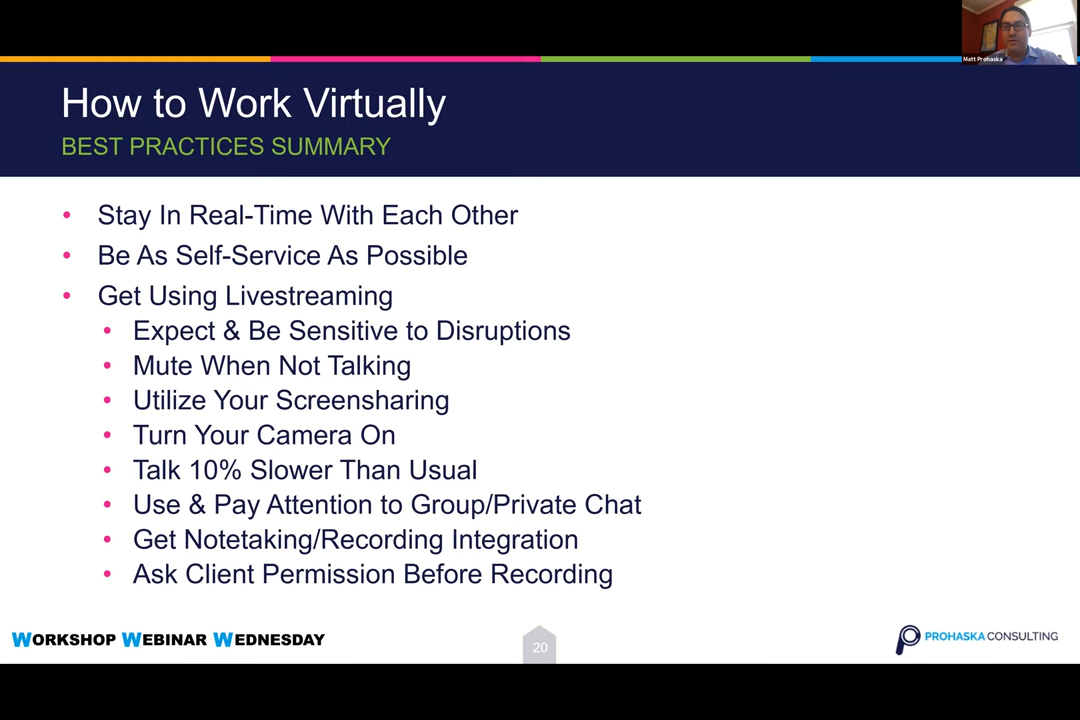 Matt Prohaska
How to Work Virtually
BEST PRACTICES SUMMARY
• Stay In Real-Time With Each Other
• Be As Self-Service As Possible
• Get Using Livestreaming
• Expect & Be Sensitive to Disruptions
• Mute When Not Talking
• Utilize Your Screensharing
• Turn Your Camera On
• Talk 10% Slower Than Usual
• Use & Pay Attention to Group/Private Chat
• Get Notetaking/Recording Integration
• Ask Client Permission Before Recording
WORKSHOP WEBINAR WEDNESDAY
20
PROHASKA CONSULTING